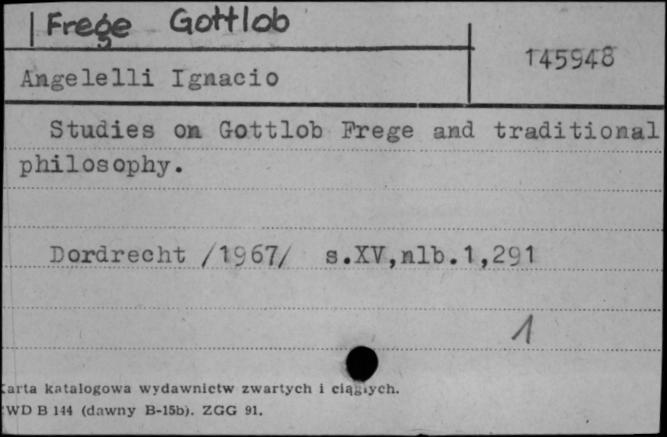 Frege Gottlob
145948
Angelelli Ignacio
Studies on Gottlob Frege and traditional
philosophy.
Dordrecht /1967/ s.XV,nlb.1,291
1
Karta katalogowa wydawnictw zwartych i ciągłych.
WD B 144 (dawny B-15b). ZGG 91.